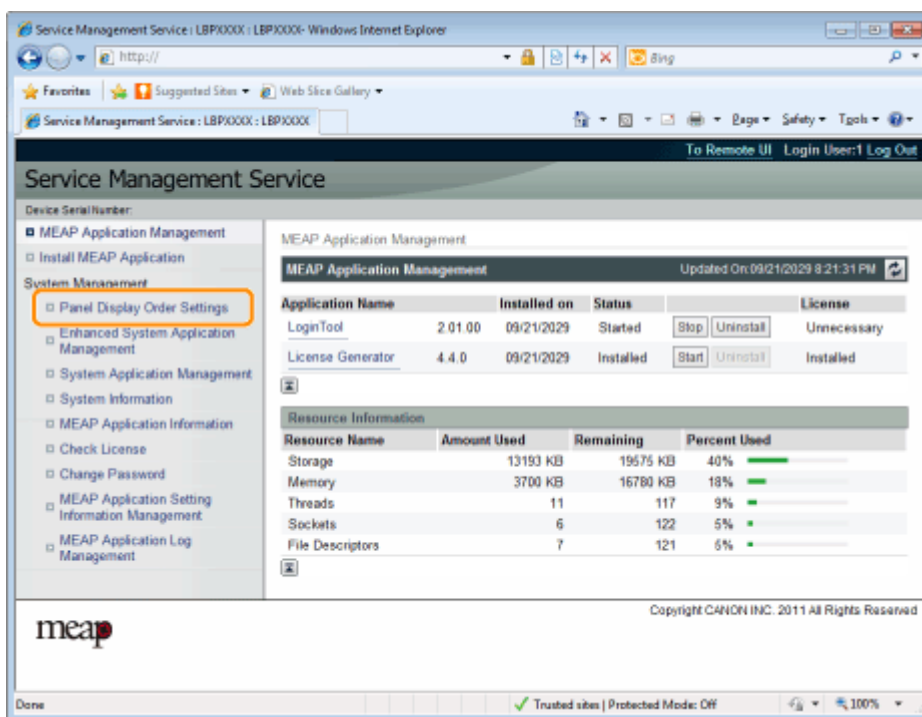 Service Management Service : LBPXXXX : LBPXXXX- Windows Internet Explorer
http://
Bing
Favorites
Suggested Sites
Web Slice Gallery
Service Management Service : LBPXXXX : LBPXXXX
Page Safety Tools
To Remote UI Login User:1 Log Out
Service Management Service
Device Serial Number:
MEAP Application Management
Install MEAP Application
System Management
Panel Display Order Settings
Enhanced System Application
Management
System Application Management
System Information
MEAP Application Information
Check License
Change Password
MEAP Application Setting
Information Management
MEAP Application Log
Management
MEAP Application Management
MEAP Application Management Updated On:09/21/2029 8:21:31 PM
Application Name Installed on Status License
LoginTool 2.01.00 09/21/2029 Started Stop Uninstall Unnecessary
License Generator 4.4.0 09/21/2029 Installed Start Uninstall Installed
Resource Information
Resource Name Amount Used Remaining Percent Used
Storage 13193 KB 19575 KB 40%
Memory 3700 KB 16780 KB 18%
Threads 11 117 9%
Sockets 6 122 5%
File Descriptors 7 121 5%
Copyright CANON INC. 2011 All Rights Reserved
meap
Done
Trusted sites | Protected Mode: Off
100%